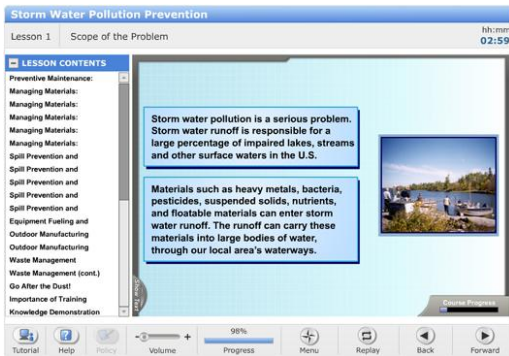 Storm Water Pollution Prevention
Lesson 1 Scope of the Problem
hh:mm
02:59
LESSON CONTENTS
Preventive Maintenance:
Managing Materials:
Managing Materials:
Managing Materials:
Managing Materials:
Managing Materials:
Spill Prevention and
Spill Prevention and
Spill Prevention and
Spill Prevention and
Spill Prevention and
Equipment Fueling and
Outdoor Manufacturing
Outdoor Manufacturing
Waste Management
Waste Management (cont.)
Go After the Dust!
Importance of Training
Knowledge Demonstration
Storm water pollution is a serious problem.
Storm water runoff is responsible for a
large percentage of impaired lakes, streams
and other surface waters in the U.S.
Materials such as heavy metals, bacteria,
pesticides, suspended solids, nutrients,
and floatable materials can enter storm
water runoff. The runoff can carry these
materials into large bodies of water,
through our local area's waterways.
Show Text
Course Progress
Tutorial
Help
Policy
- +
Volume
98%
Progress
Menu
Replay
Back
Forward